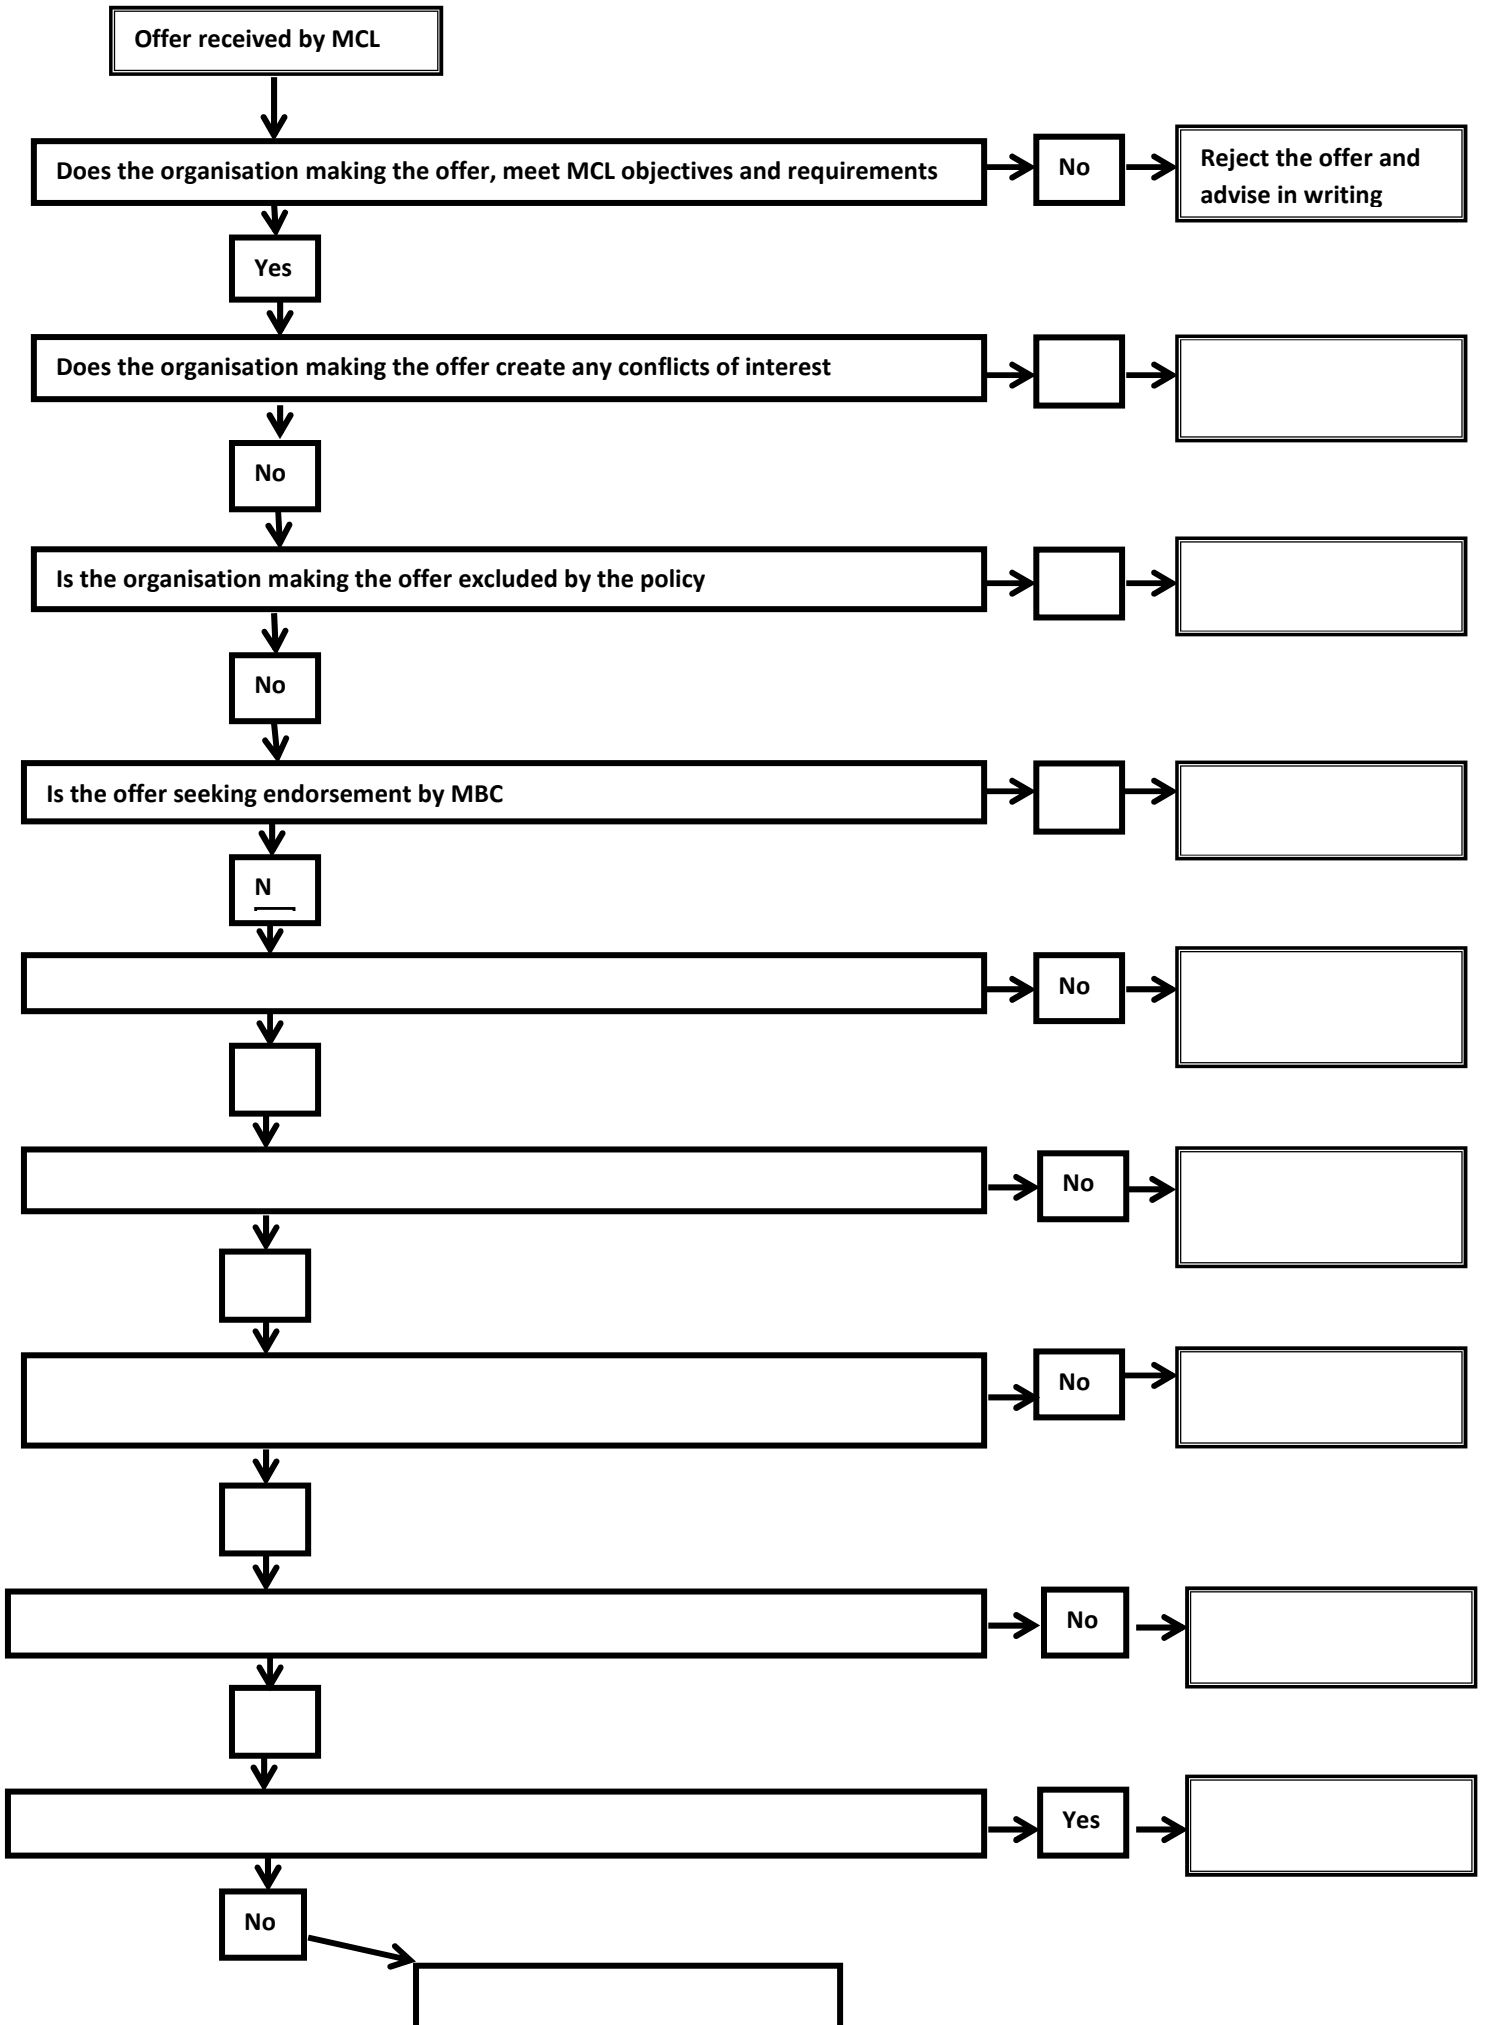 Offer received by MCL
Does the organisation making the offer, meet MCL objectives and requirements
No
Reject the offer and
advise in writing
Yes
Does the organisation making the offer create any conflicts of interest
No
Is the organisation making the offer excluded by the policy
No
Is the offer seeking endorsement by MBC
N
No
No
No
No
Yes
No